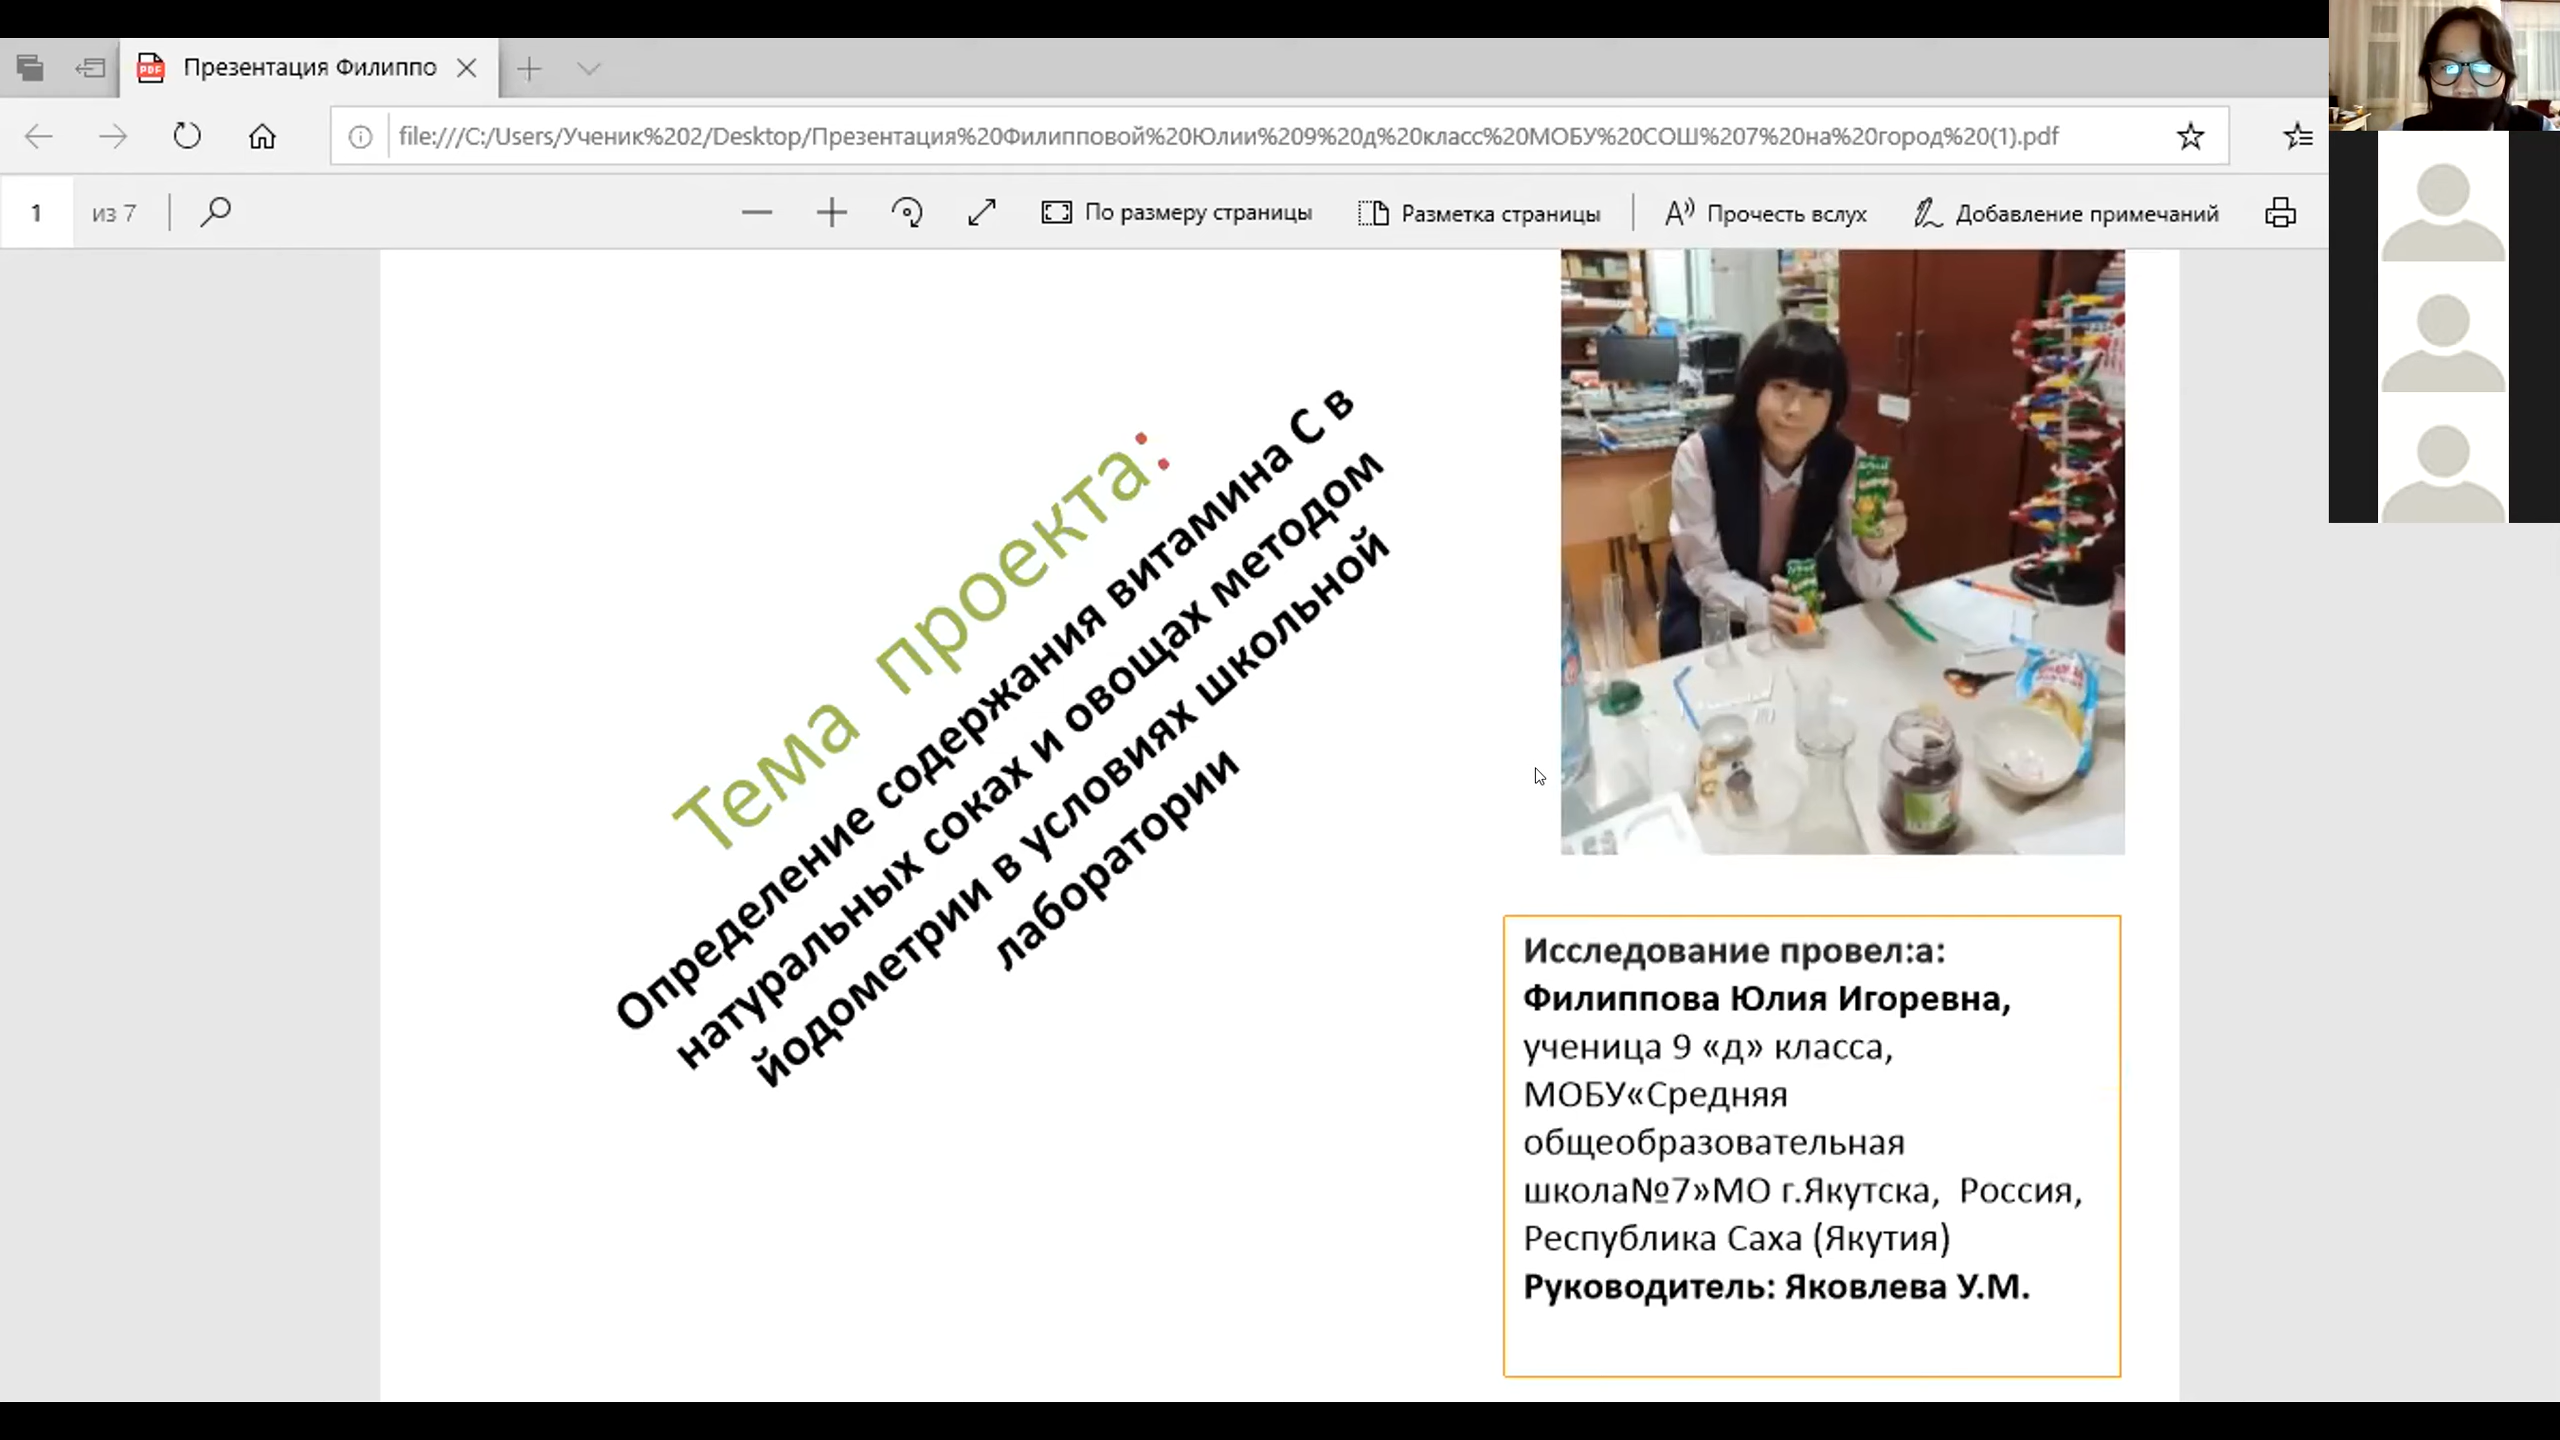 Презентация Филиппо
file:///C:/Users/Ученик%202/Desktop/Презентация%20Филипповой%20Юлии%209%20д%20класс%20МОБУ%20СОШ%207%20на%20город%20(1).pdf
1 из 7
По размеру страницы
Разметка страницы
Прочесть вслух
Добавление примечаний
Тема проекта:
Определение содержания витамина С в
натуральных соках и овощах методом
йодометрии в условиях школьной
лаборатории
Исследование провел:а:
Филиппова Юлия Игоревна,
ученица 9 «д» класса,
МОБУ«Средняя
общеобразовательная
школа№7»МО г.Якутска, Россия,
Республика Саха (Якутия)
Руководитель: Яковлева У.М.